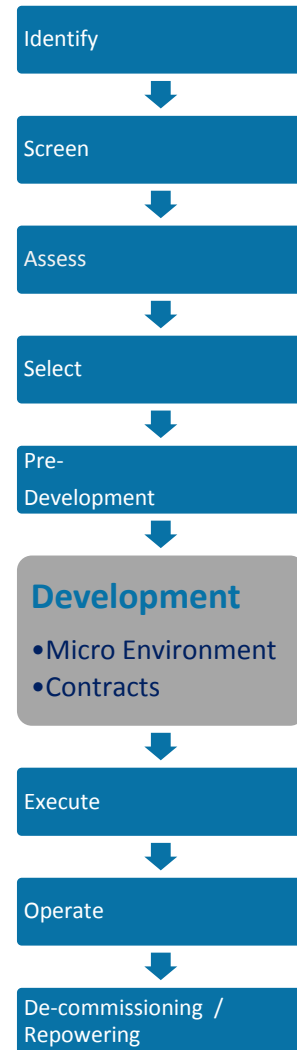 Identify
Screen
Assess
Select
Pre-
Development
Development
•Micro Environment
•Contracts
Execute
Operate
De-commissioning /
Repowering